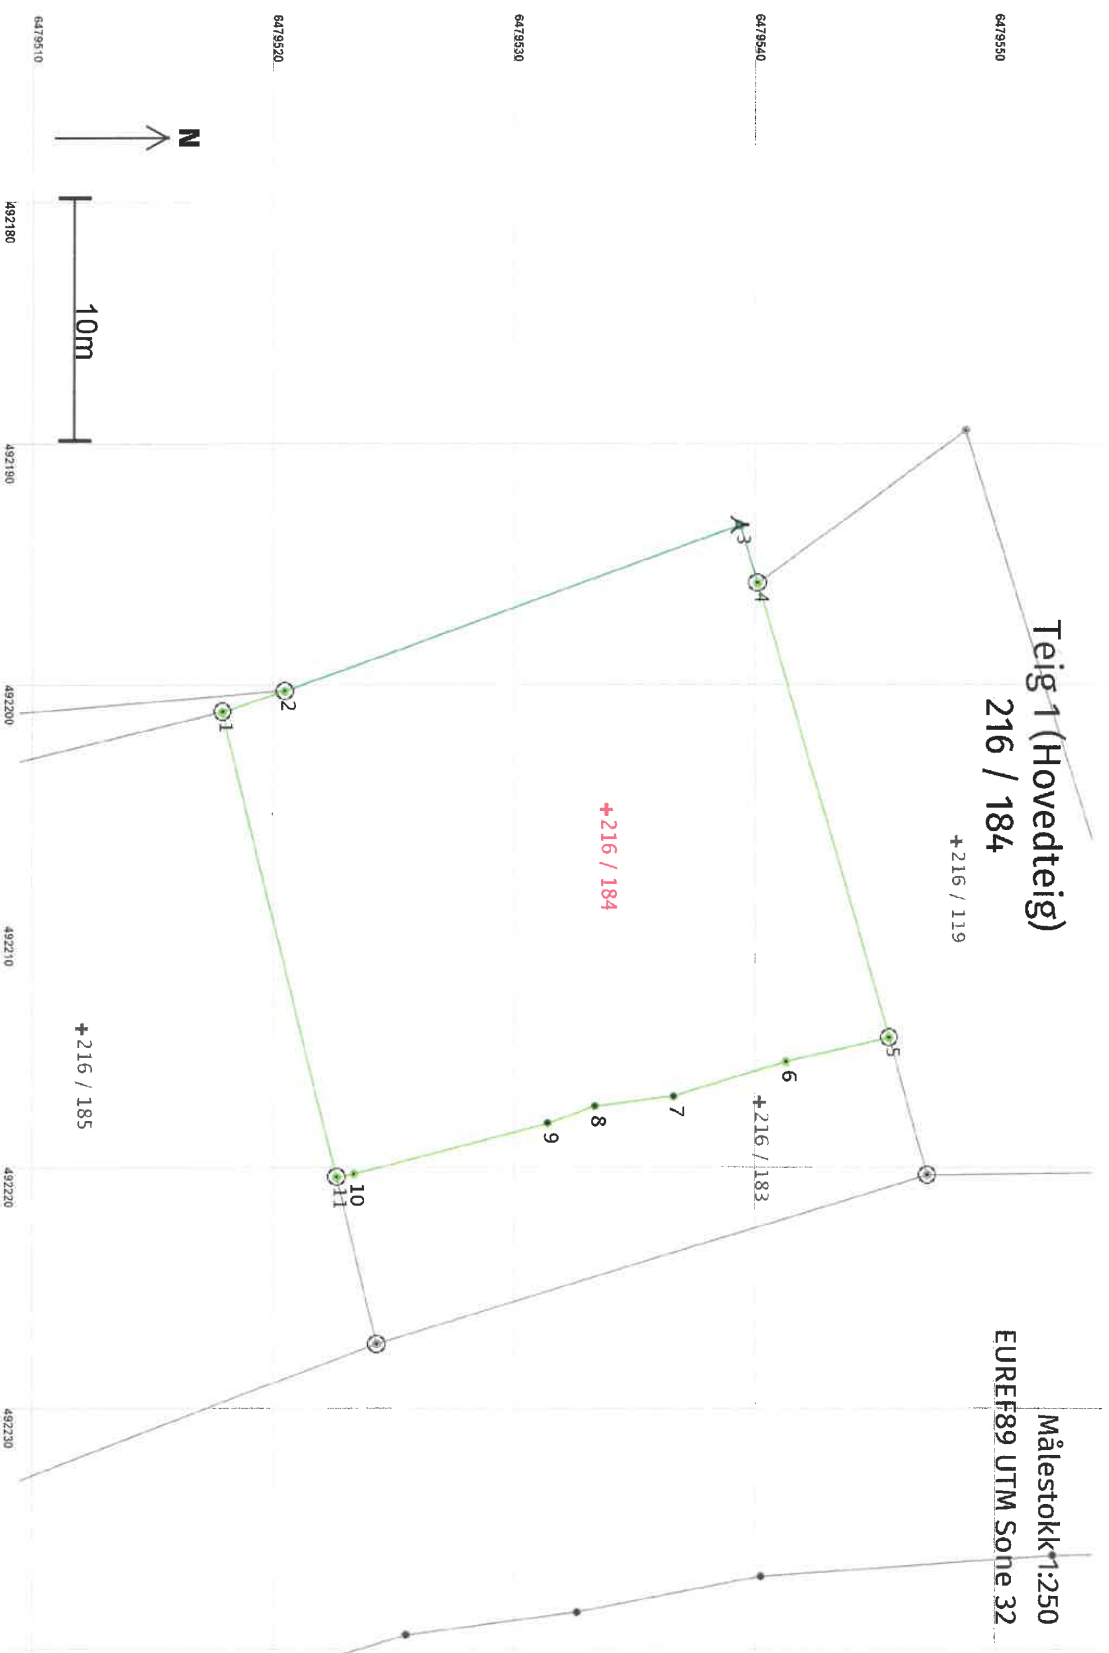 Teig 1 (Hovedteig)
216 / 184
Målestokk 1:250
EUREF89 UTM Sone 32
6479550
6479540
6479530
6479520
6479510
+216 / 119
+216 / 183
+216 / 184
+216 / 185
3
4
5
6
7
8
9
10
11
2
1
N
10m
492180
492190
492200
492210
492220
492230